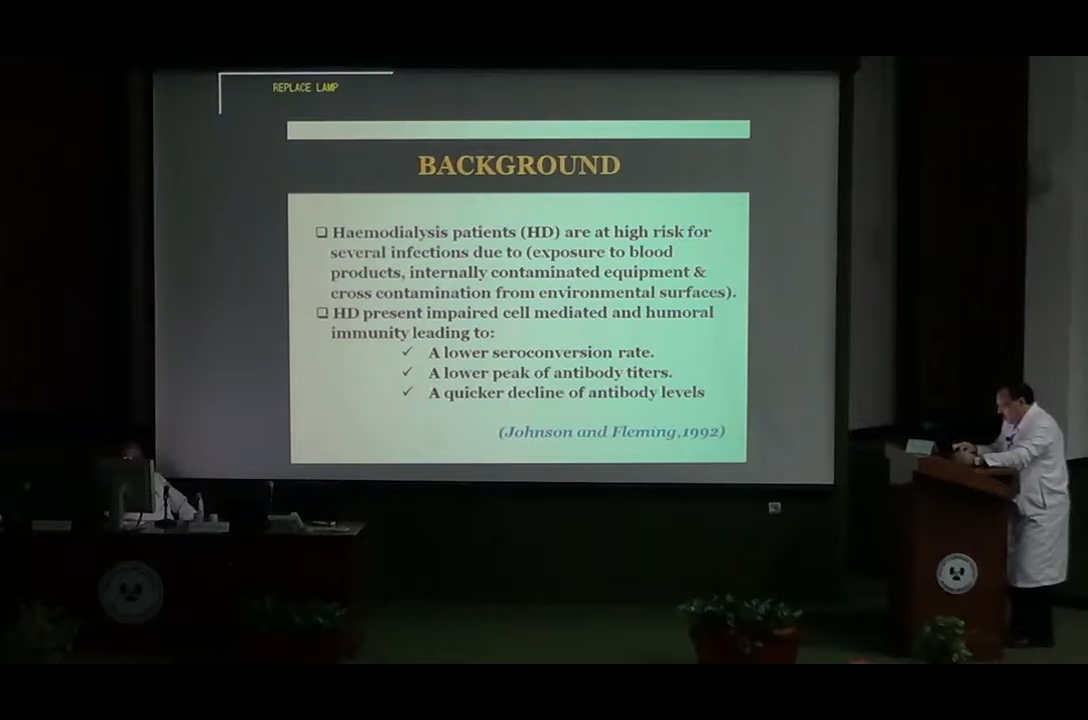 REPLACE LAMP
BACKGROUND
❑ Haemodialysis patients (HD) are at high risk for
several infections due to (exposure to blood
products, internally contaminated equipment &
cross contamination from environmental surfaces).
❑ HD present impaired cell mediated and humoral
immunity leading to:
✓ A lower seroconversion rate.
✓ A lower peak of antibody titers.
✓ A quicker decline of antibody levels
(Johnson and Fleming,1992)